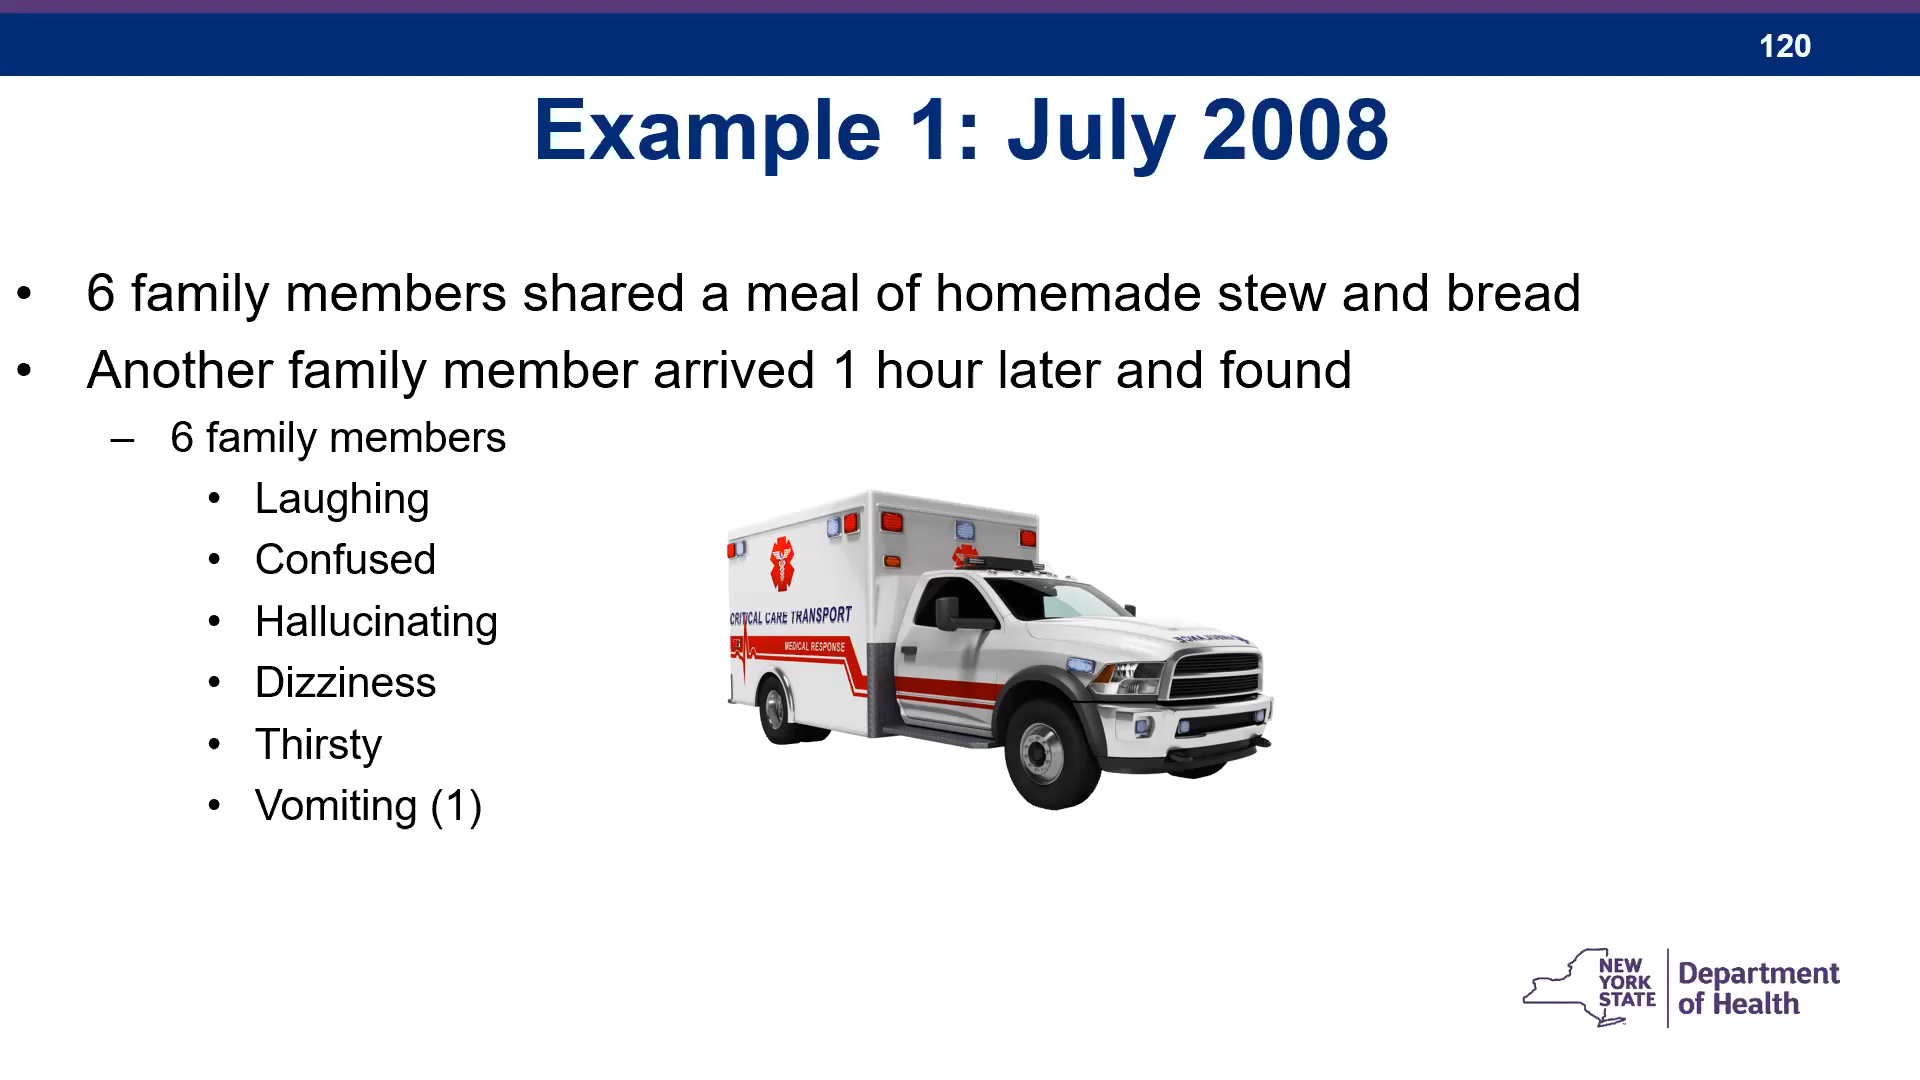 120
Example 1: July 2008
• 6 family members shared a meal of homemade stew and bread
• Another family member arrived 1 hour later and found
– 6 family members
• Laughing
• Confused
• Hallucinating
• Dizziness
• Thirsty
• Vomiting (1)
CRITICAL CARE TRANSPORT
MEDICAL RESPONSE
NEW
YORK
STATE
Department
of Health